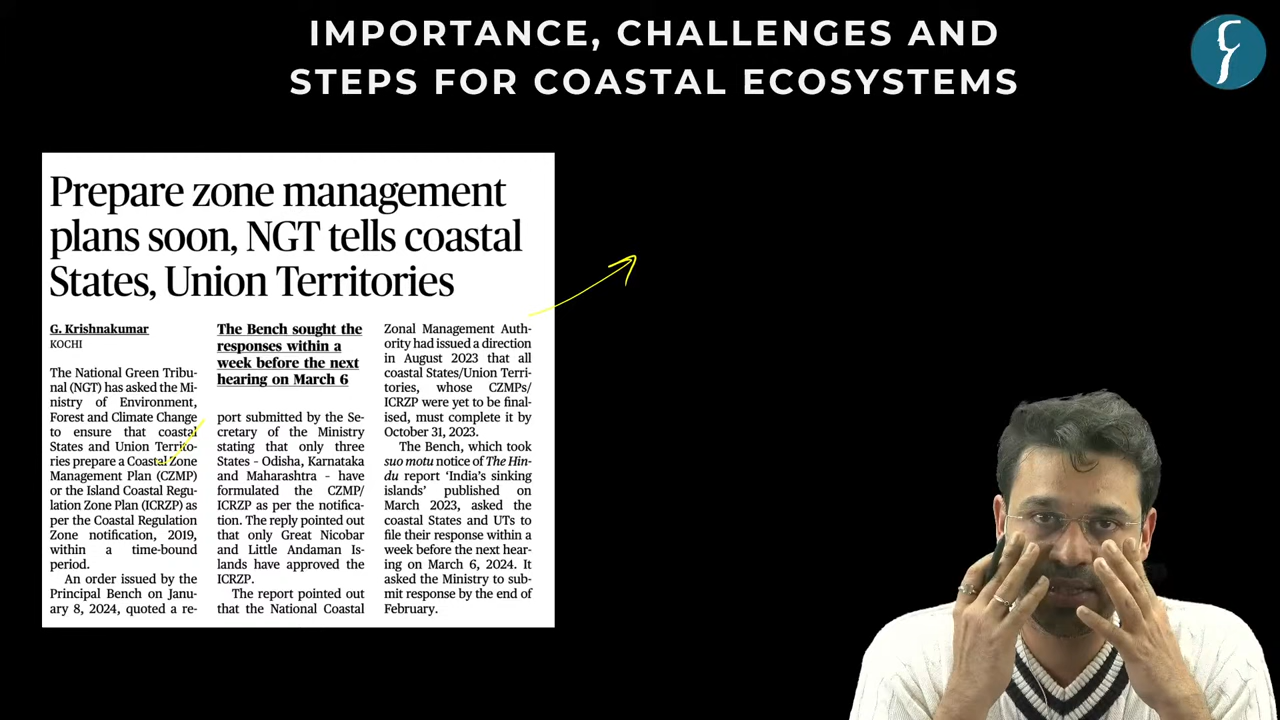 IMPORTANCE, CHALLENGES AND
STEPS FOR COASTAL ECOSYSTEMS
Prepare zone management
plans soon, NGT tells coastal
States, Union Territories
G. Krishnakumar
KOCHI
The National Green Tribu-
nal (NGT) has asked the Mi-
nistry of Environment,
Forest and Climate Change
to ensure that coastal
States and Union Territo-
ries prepare a Coastal Zone
Management Plan (CZMP)
or the Island Coastal Regu-
lation Zone Plan (ICRZP) as
per the Coastal Regulation
Zone notification, 2019,
within a time-bound
period.
An order issued by the
Principal Bench on Janu-
ary 8, 2024, quoted a re-
The Bench sought the
responses within a
week before the next
hearing on March 6
port submitted by the Se-
cretary of the Ministry
stating that only three
States - Odisha, Karnataka
and Maharashtra - have
formulated the CZMP/
ICRZP as per the notifica-
tion. The reply pointed out
that only Great Nicobar
and Little Andaman Is-
lands have approved the
ICRZP.
The report pointed out
that the National Coastal
Zonal Management Auth-
ority had issued a direction
in August 2023 that all
coastal States/Union Terri-
tories, whose CZMPs/
ICRZP were yet to be final-
ised, must complete it by
October 31, 2023.
The Bench, which took
suo motu notice of The Hin-
du report ‘India’s sinking
islands’ published on
March 2023, asked the
coastal States and UTs to
file their response within a
week before the next hear-
ing on March 6, 2024. It
asked the Ministry to sub-
mit response by the end of
February.